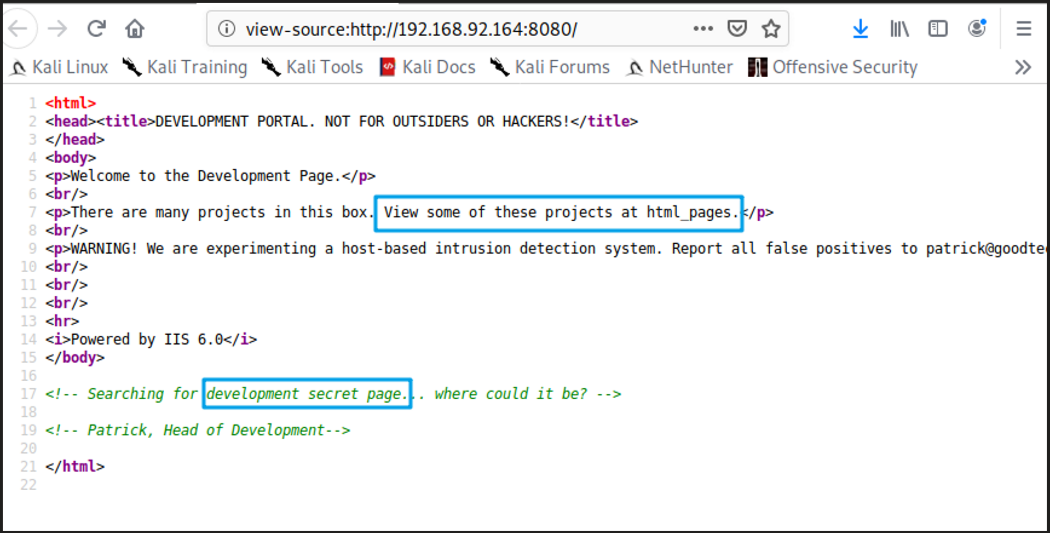 view-source:http://192.168.92.164:8080/
Kali Linux Kali Training Kali Tools Kali Docs Kali Forums NetHunter Offensive Security
1 <html>
2 <head><title>DEVELOPMENT PORTAL. NOT FOR OUTSIDERS OR HACKERS!</title>
3 </head>
4 <body>
5 <p>Welcome to the Development Page.</p>
6 <br/>
7 <p>There are many projects in this box. View some of these projects at html_pages.</p>
8 <br/>
9 <p>WARNING! We are experimenting a host-based intrusion detection system. Report all false positives to patrick@goodtec
10 <br/>
11 <br/>
12 <br/>
13 <hr>
14 <i>Powered by IIS 6.0</i>
15 </body>
16
17 <!-- Searching for development secret page... where could it be? -->
18
19 <!-- Patrick, Head of Development-->
20
21 </html>
22